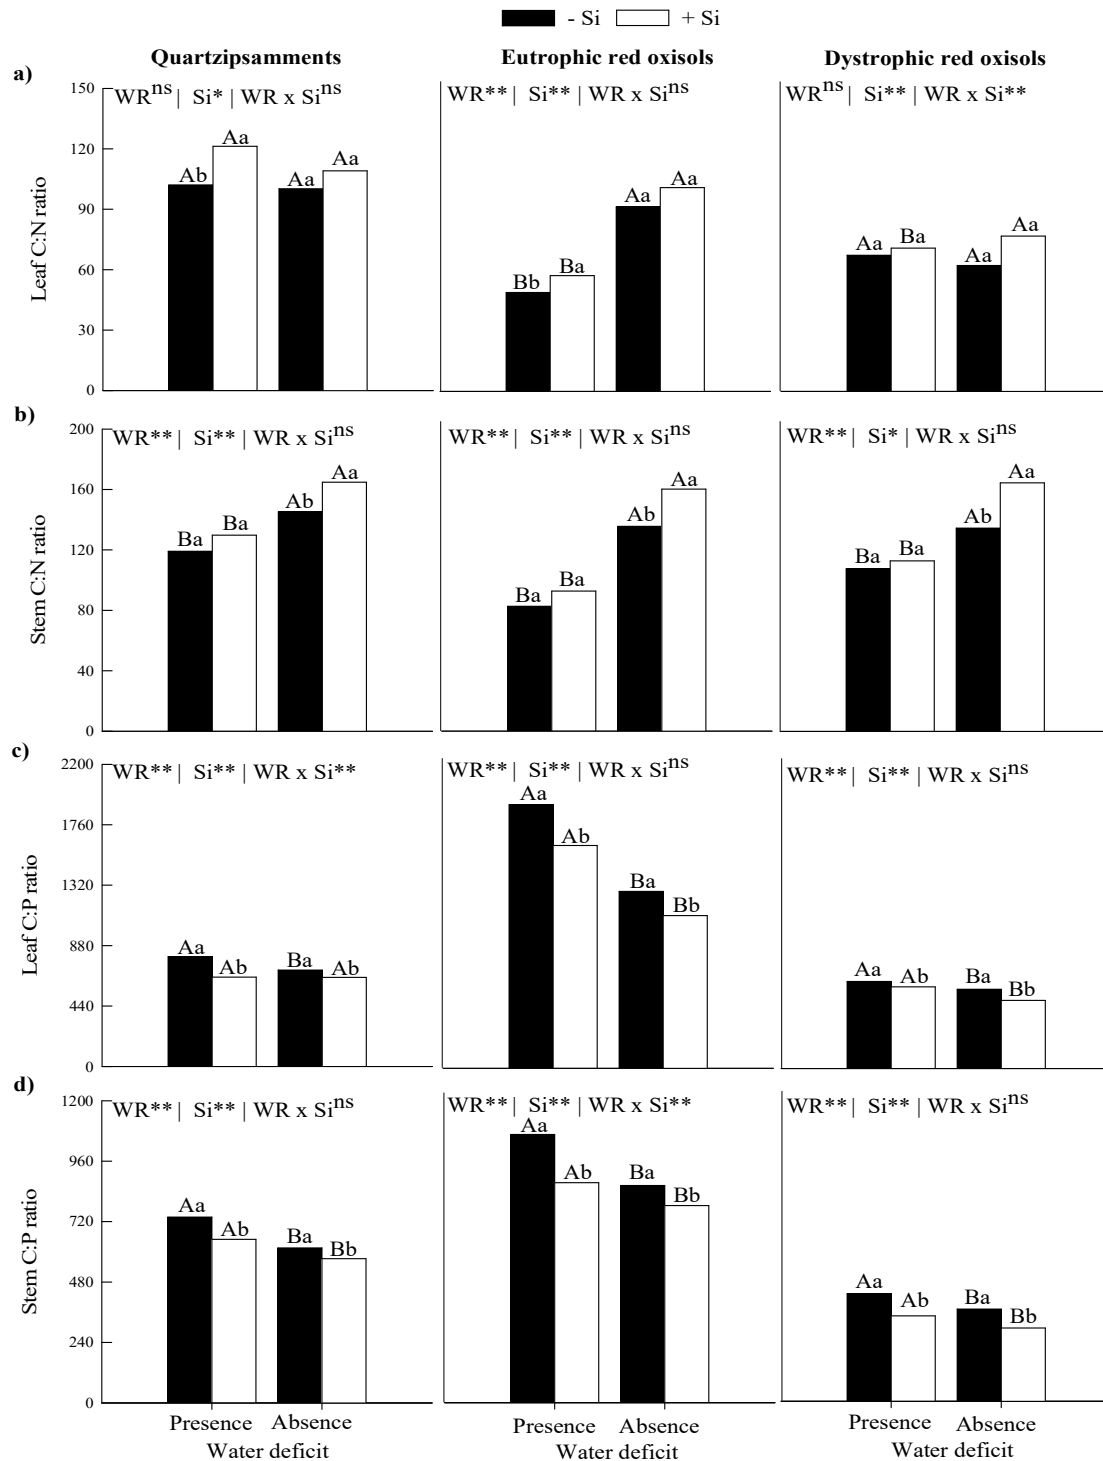 - Si + Si
Quartzipsamments Eutrophic red oxisols Dystrophic red oxisols
a)
WRns | Si* | WR x Sins
WR** | Si** | WR x Sins
WRns | Si** | WR x Si**
Leaf C:N ratio
150
120
90
60
30
0
Ab Aa Aa Aa
Bb Ba Aa Aa
Aa Ba Aa Aa
b)
WR** | Si** | WR x Sins
WR** | Si** | WR x Sins
WR** | Si* | WR x Sins
Stem C:N ratio
200
160
120
80
40
0
Ba Ba Ab Aa
Ba Ba Ab Aa
Ba Ba Ab Aa
c)
WR** | Si** | WR x Si**
WR** | Si** | WR x Sins
WR** | Si** | WR x Sins
Leaf C:P ratio
2200
1760
1320
880
440
0
Aa Ab Ba Ab
Aa Ab Ba Bb
Aa Ab Ba Bb
d)
WR** | Si** | WR x Sins
WR** | Si** | WR x Si**
WR** | Si** | WR x Sins
Stem C:P ratio
1200
960
720
480
240
0
Aa Ab Ba Bb
Aa Ab Ba Bb
Aa Ab Ba Bb
Presence Absence
Water deficit
Presence Absence
Water deficit
Presence Absence
Water deficit